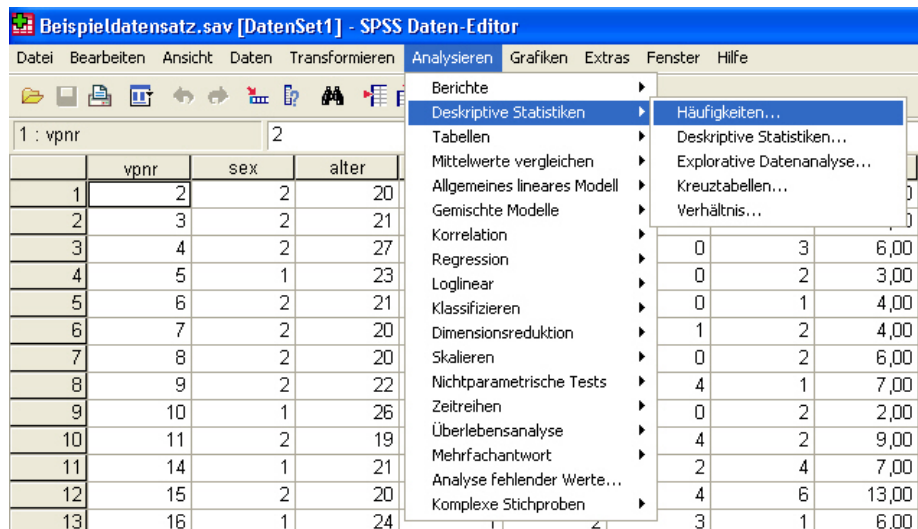 Beispieldatensatz.sav [DatenSet1] - SPSS Daten-Editor
Datei Bearbeiten Ansicht Daten Transformieren Analysieren Grafiken Extras Fenster Hilfe
1 : vpnr 2
Berichte
Deskriptive Statistiken
Tabellen
Mittelwerte vergleichen
Allgemeines lineares Modell
Gemischte Modelle
Korrelation
Regression
Loglinear
Klassifizieren
Dimensionsreduktion
Skalieren
Nichtparametrische Tests
Zeitreihen
Überlebensanalyse
Mehrfachantwort
Analyse fehlender Werte...
Komplexe Stichproben
Häufigkeiten...
Deskriptive Statistiken...
Explorative Datenanalyse...
Kreuztabellen...
Verhältnis...
vpnr sex alter
1 2 2 20
2 3 2 21
3 4 2 27 0 3 6,00
4 5 1 23 0 2 3,00
5 6 2 21 0 1 4,00
6 7 2 20 1 2 4,00
7 8 2 20 0 2 6,00
8 9 2 22 4 1 7,00
9 10 1 26 0 2 2,00
10 11 2 19 4 2 9,00
11 14 1 21 2 4 7,00
12 15 2 20 4 6 13,00
13 16 1 24 1 2 3 1 6,00